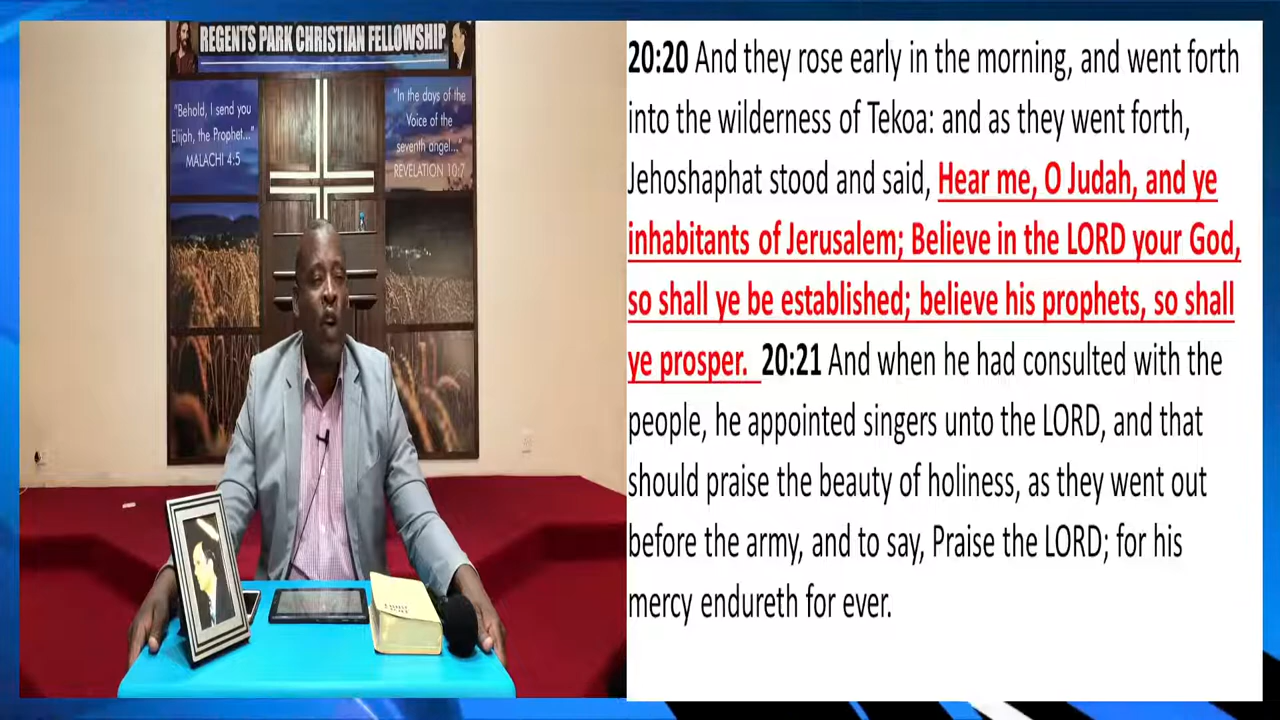 REGENTS PARK CHRISTIAN FELLOWSHIP
"Behold, I send you
Elijah, the Prophet..."
MALACHI 4:5
"In the days of the
Voice of the
seventh angel..."
REVELATION 10:7
20:20 And they rose early in the morning, and went forth
into the wilderness of Tekoa: and as they went forth,
Jehoshaphat stood and said, Hear me, O Judah, and ye
inhabitants of Jerusalem; Believe in the LORD your God,
so shall ye be established; believe his prophets, so shall
ye prosper. 20:21 And when he had consulted with the
people, he appointed singers unto the LORD, and that
should praise the beauty of holiness, as they went out
before the army, and to say, Praise the LORD; for his
mercy endureth for ever.